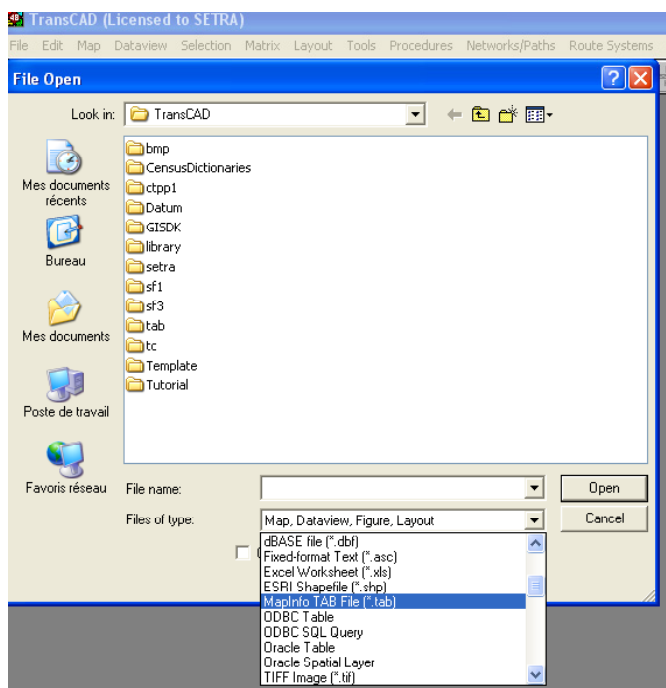 TransCAD (Licensed to SETRA)
File Edit Map Dataview Selection Matrix Layout Tools Procedures Networks/Paths Route Systems
File Open
Look in: TransCAD
Mes documents récents
Bureau
Mes documents
Poste de travail
Favoris réseau
bmp
CensusDictionaries
ctpp1
Datum
GISDK
library
setra
sf1
sf3
tab
tc
Template
Tutorial
File name:
Open
Files of type: Map, Dataview, Figure, Layout
Cancel
dBASE file (*.dbf)
Fixed-format Text (*.asc)
Excel Worksheet (*.xls)
ESRI Shapefile (*.shp)
MapInfo TAB File (*.tab)
ODBC Table
ODBC SQL Query
Oracle Table
Oracle Spatial Layer
TIFF Image (*.tif)